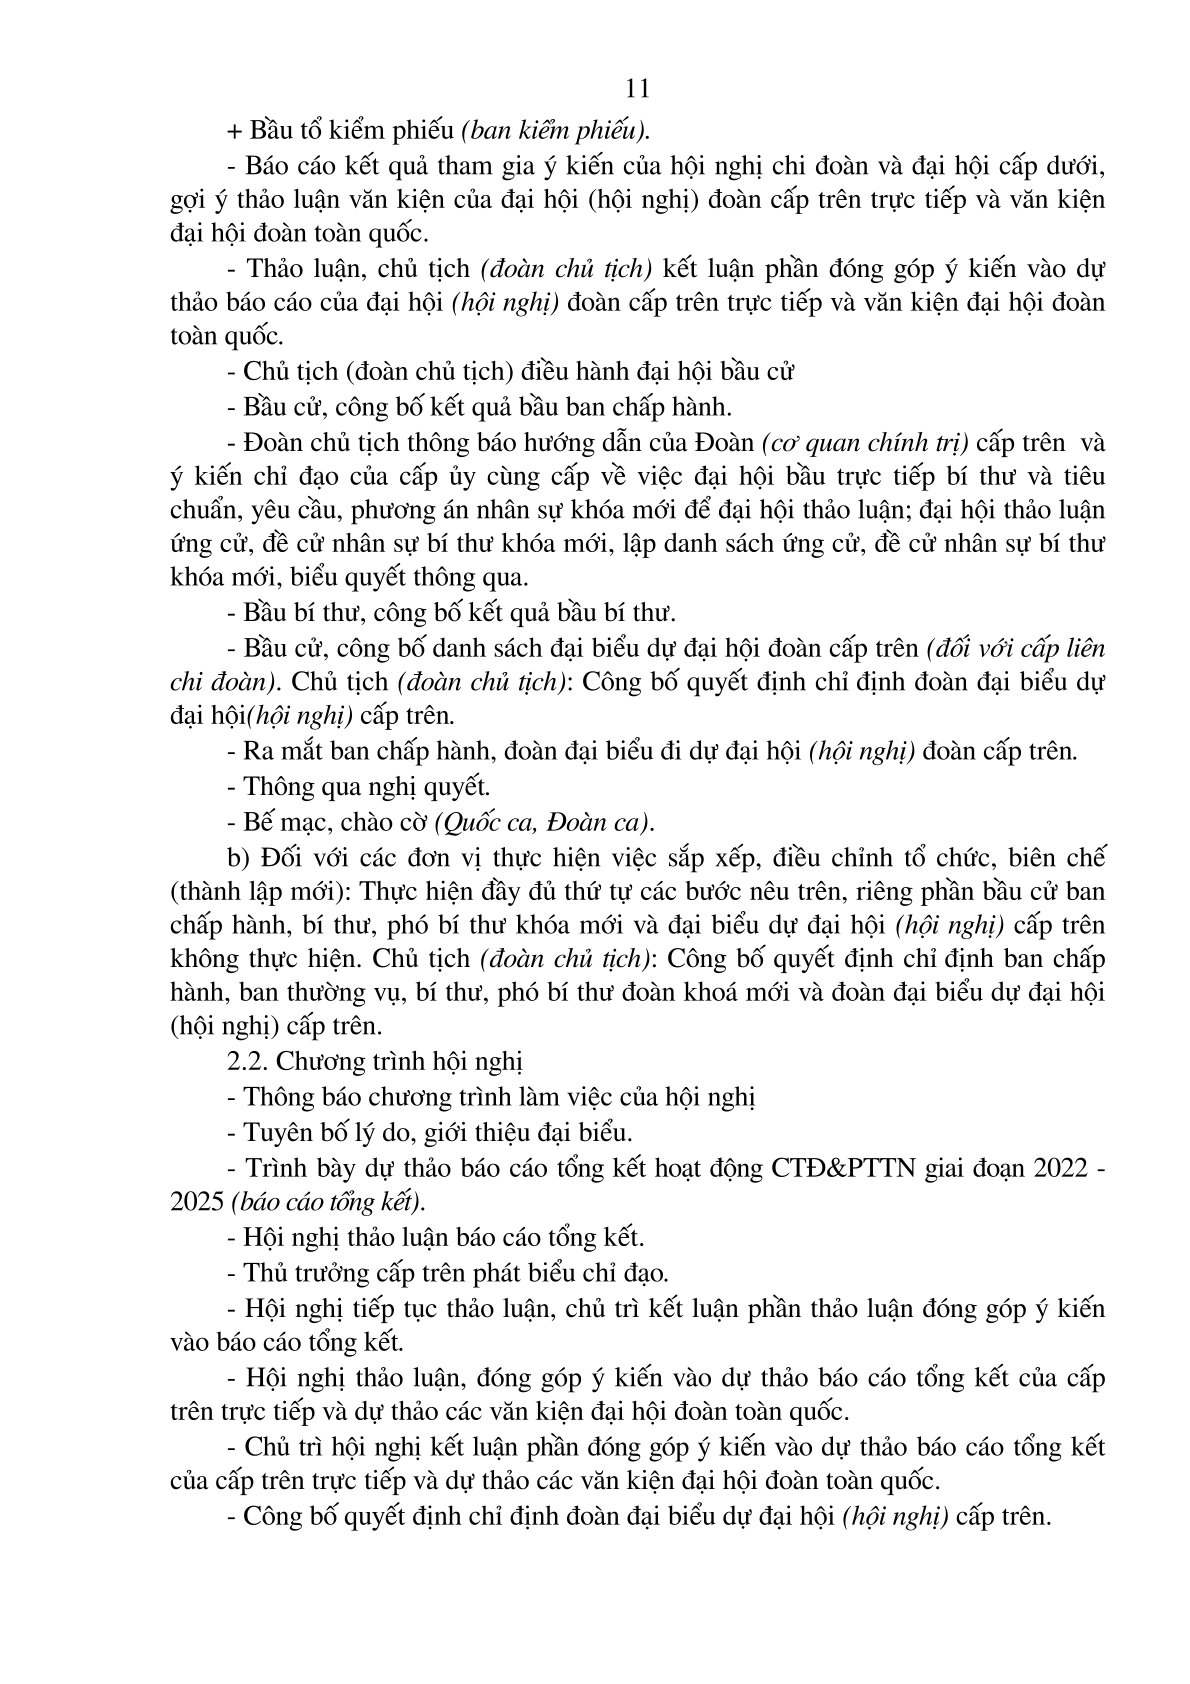 11
+ Bầu tổ kiểm phiếu (ban kiểm phiếu).
- Báo cáo kết quả tham gia ý kiến của hội nghị chi đoàn và đại hội cấp dưới,
gợi ý thảo luận văn kiện của đại hội (hội nghị) đoàn cấp trên trực tiếp và văn kiện
đại hội đoàn toàn quốc.
- Thảo luận, chủ tịch (đoàn chủ tịch) kết luận phần đóng góp ý kiến vào dự
thảo báo cáo của đại hội (hội nghị) đoàn cấp trên trực tiếp và văn kiện đại hội đoàn
toàn quốc.
- Chủ tịch (đoàn chủ tịch) điều hành đại hội bầu cử
- Bầu cử, công bố kết quả bầu ban chấp hành.
- Đoàn chủ tịch thông báo hướng dẫn của Đoàn (cơ quan chính trị) cấp trên  và
ý kiến chỉ đạo của cấp ủy cùng cấp về việc đại hội bầu trực tiếp bí thư và tiêu
chuẩn, yêu cầu, phương án nhân sự khóa mới để đại hội thảo luận; đại hội thảo luận
ứng cử, đề cử nhân sự bí thư khóa mới, lập danh sách ứng cử, đề cử nhân sự bí thư
khóa mới, biểu quyết thông qua.
- Bầu bí thư, công bố kết quả bầu bí thư.
- Bầu cử, công bố danh sách đại biểu dự đại hội đoàn cấp trên (đối với cấp liên
chi đoàn). Chủ tịch (đoàn chủ tịch): Công bố quyết định chỉ định đoàn đại biểu dự
đại hội(hội nghị) cấp trên.
- Ra mắt ban chấp hành, đoàn đại biểu đi dự đại hội (hội nghị) đoàn cấp trên.
- Thông qua nghị quyết.
- Bế mạc, chào cờ (Quốc ca, Đoàn ca).
b) Đối với các đơn vị thực hiện việc sắp xếp, điều chỉnh tổ chức, biên chế
(thành lập mới): Thực hiện đầy đủ thứ tự các bước nêu trên, riêng phần bầu cử ban
chấp hành, bí thư, phó bí thư khóa mới và đại biểu dự đại hội (hội nghị) cấp trên
không thực hiện. Chủ tịch (đoàn chủ tịch): Công bố quyết định chỉ định ban chấp
hành, ban thường vụ, bí thư, phó bí thư đoàn khoá mới và đoàn đại biểu dự đại hội
(hội nghị) cấp trên.
2.2. Chương trình hội nghị
- Thông báo chương trình làm việc của hội nghị
- Tuyên bố lý do, giới thiệu đại biểu.
- Trình bày dự thảo báo cáo tổng kết hoạt động CTĐ&PTTN giai đoạn 2022 -
2025 (báo cáo tổng kết).
- Hội nghị thảo luận báo cáo tổng kết.
- Thủ trưởng cấp trên phát biểu chỉ đạo.
- Hội nghị tiếp tục thảo luận, chủ trì kết luận phần thảo luận đóng góp ý kiến
vào báo cáo tổng kết.
- Hội nghị thảo luận, đóng góp ý kiến vào dự thảo báo cáo tổng kết của cấp
trên trực tiếp và dự thảo các văn kiện đại hội đoàn toàn quốc.
- Chủ trì hội nghị kết luận phần đóng góp ý kiến vào dự thảo báo cáo tổng kết
của cấp trên trực tiếp và dự thảo các văn kiện đại hội đoàn toàn quốc.
- Công bố quyết định chỉ định đoàn đại biểu dự đại hội (hội nghị) cấp trên.